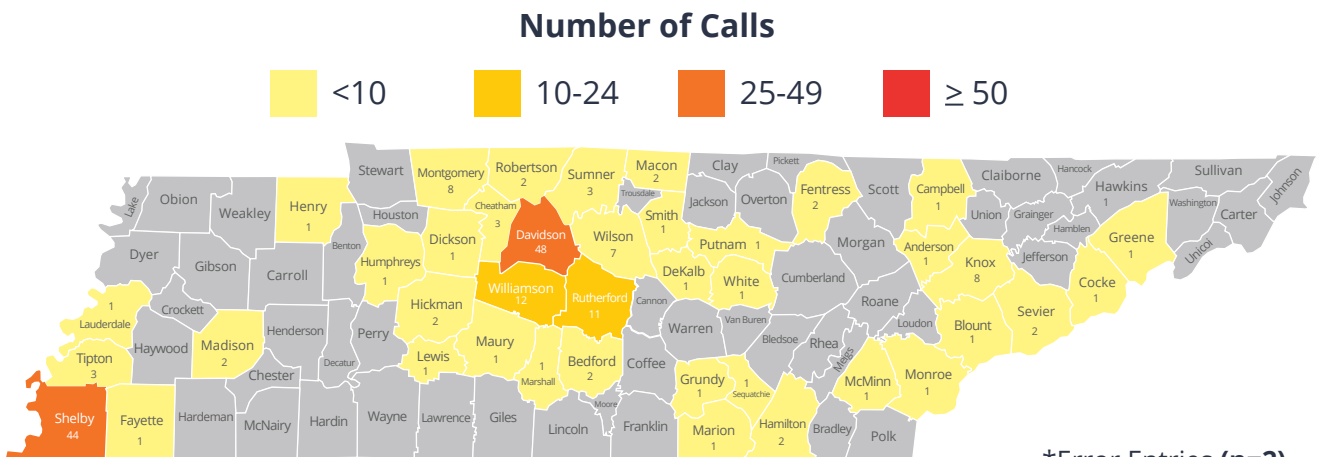 Number of Calls
<10
10-24
25-49
≥ 50
Stewart
Montgomery
8
Robertson
2
Sumner
3
Macon
2
Trousdale
Clay
Pickett
Jackson
Overton
Fentress
2
Scott
Campbell
1
Claiborne
Hancock
Hawkins
1
Sullivan
Johnson
Washington
Carter
Unicoi
Lake
Obion
Weakley
Henry
1
Houston
Benton
Dickson
1
Cheatham
3
Davidson
48
Wilson
7
Smith
1
Putnam 1
Morgan
Anderson
1
Union
Grainger
Hamblen
Jefferson
Greene
1
Cocke
1
Knox
8
Sevier
2
Dyer
Gibson
Carroll
Humphreys
1
Hickman
2
Williamson
12
Rutherford
11
Cannon
DeKalb
1
White
1
Cumberland
Roane
Loudon
Blount
1
1
Lauderdale
Crockett
Haywood
Madison
2
Henderson
Decatur
Perry
Lewis
1
Maury
1
1
Marshall
Bedford
2
Coffee
Warren
Van Buren
Bledsoe
Rhea
Meigs
McMinn
1
Monroe
1
Tipton
3
Chester
Shelby
44
Fayette
1
Hardeman
McNairy
Hardin
Wayne
Lawrence
Giles
Lincoln
Moore
Franklin
Grundy
1
1
Sequatchie
Marion
1
Hamilton
2
Bradley
Polk
*Error Entries (n=2)